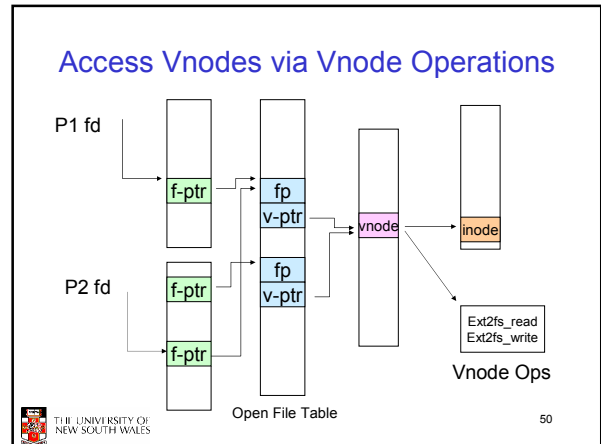 Access Vnodes via Vnode Operations
P1 fd
f-ptr
fp
v-ptr
vnode
inode
P2 fd
f-ptr
fp
v-ptr
f-ptr
Ext2fs_read
Ext2fs_write
Vnode Ops
Open File Table
THE UNIVERSITY OF
NEW SOUTH WALES
50